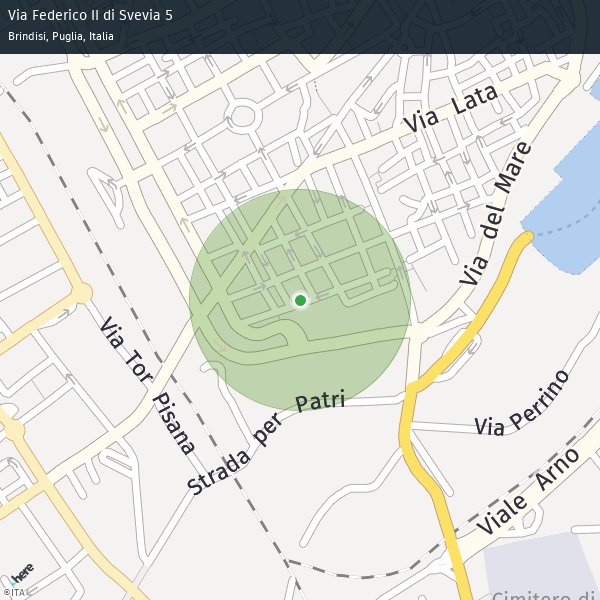 Via Federico II di Svevia 5
Brindisi, Puglia, Italia
Via Lata
Via del Mare
Via Tor Pisana
Strada per Patri
Via Perrino
Viale Arno
Cimitero di
here
©ITA